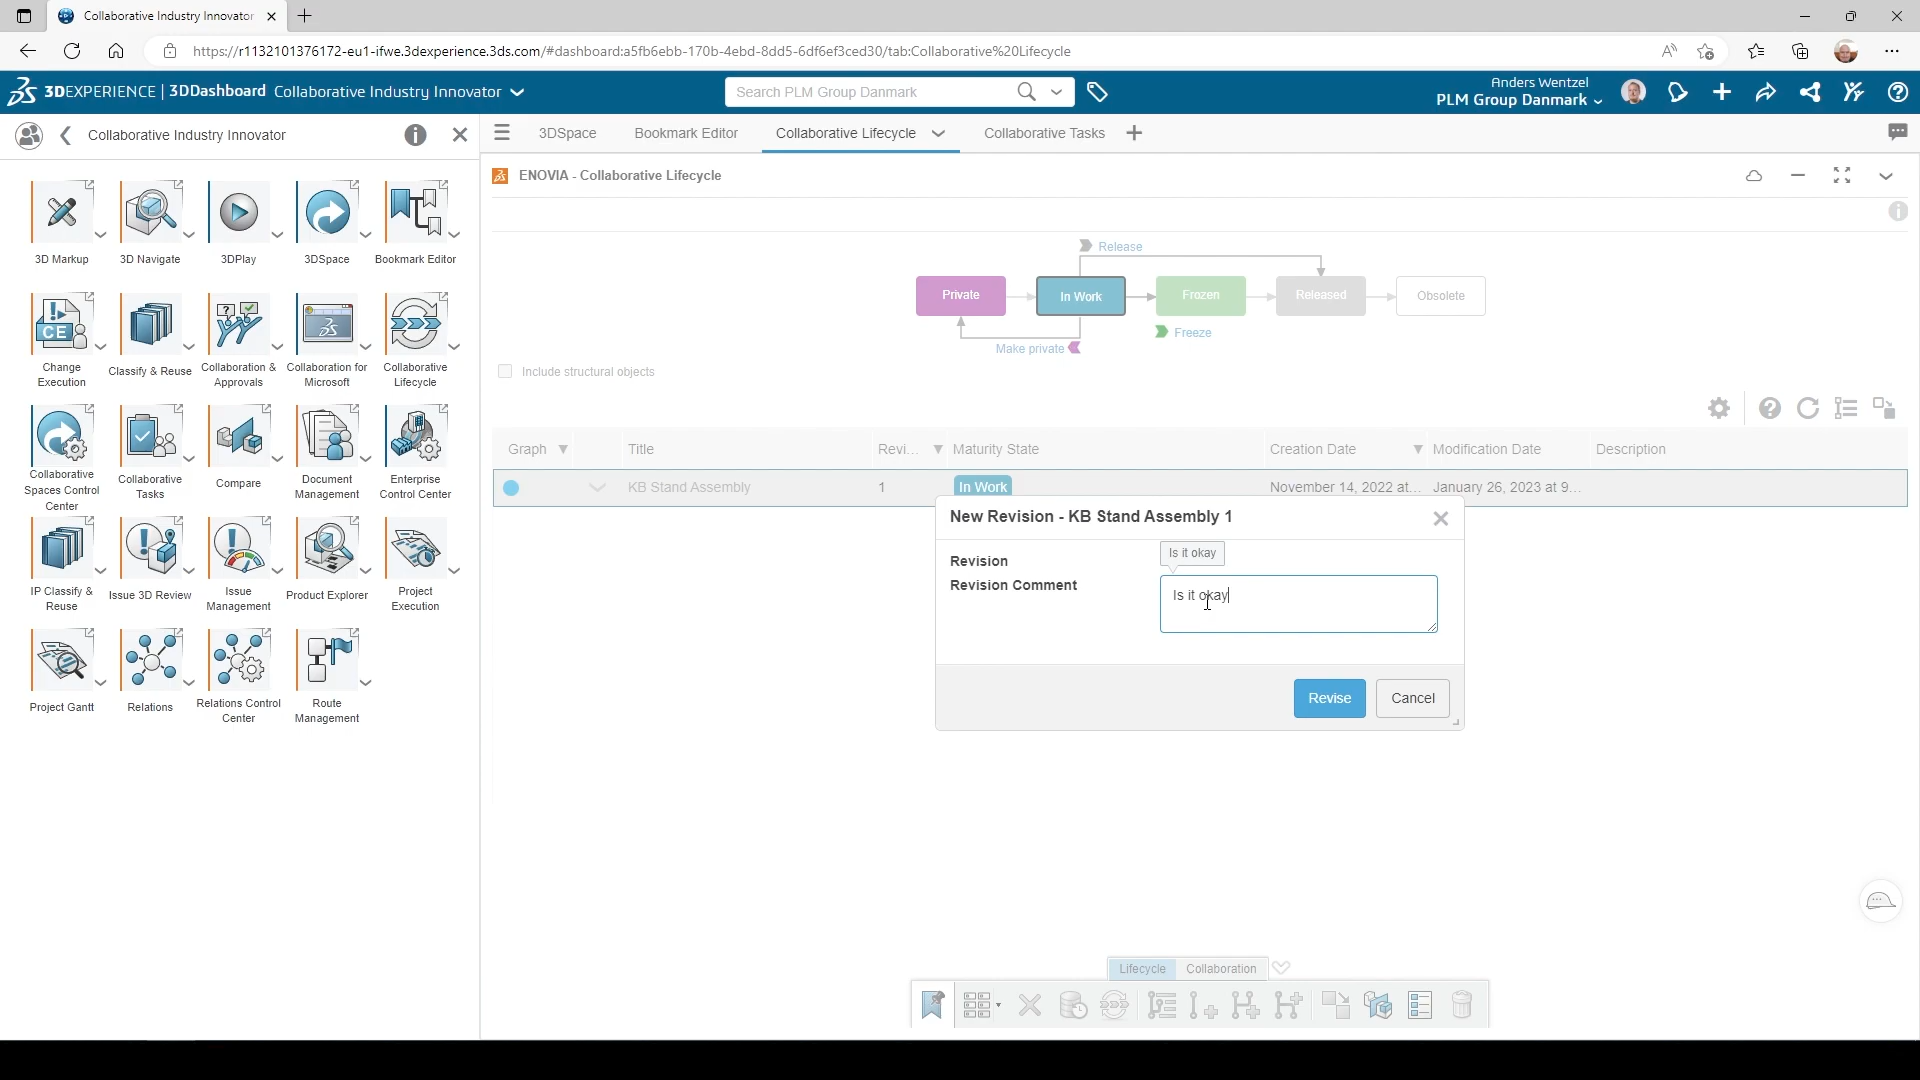 Collaborative Industry Innovator
https://r1132101376172-eu1-ifwe.3dexperience.3ds.com/#dashboard:a5fb6ebb-170b-4ebd-8dd5-6df6ef3ced30/tab:Collaborative%20Lifecycle
3DEXPERIENCE | 3DDashboard Collaborative Industry Innovator
Search PLM Group Danmark
Anders Wentzel
PLM Group Danmark
Collaborative Industry Innovator
3DSpace
Bookmark Editor
Collaborative Lifecycle
Collaborative Tasks
ENOVIA - Collaborative Lifecycle
3D Markup
3D Navigate
3DPlay
3DSpace
Bookmark Editor
CE
Change
Execution
Classify & Reuse
Collaboration &
Approvals
Collaboration for
Microsoft
Collaborative
Lifecycle
Collaborative
Spaces Control
Center
Collaborative
Tasks
Compare
Document
Management
Enterprise
Control Center
IP Classify &
Reuse
Issue 3D Review
Issue
Management
Product Explorer
Project
Execution
Project Gantt
Relations
Relations Control
Center
Route
Management
Release
Private
In Work
Frozen
Released
Obsolete
Freeze
Make private
Include structural objects
Graph
Title
Revi...
Maturity State
Creation Date
Modification Date
Description
KB Stand Assembly
1
In Work
November 14, 2022 at...
January 26, 2023 at 9...
New Revision - KB Stand Assembly 1
Is it okay
Revision
Revision Comment
Is it okay
Revise
Cancel
Lifecycle
Collaboration